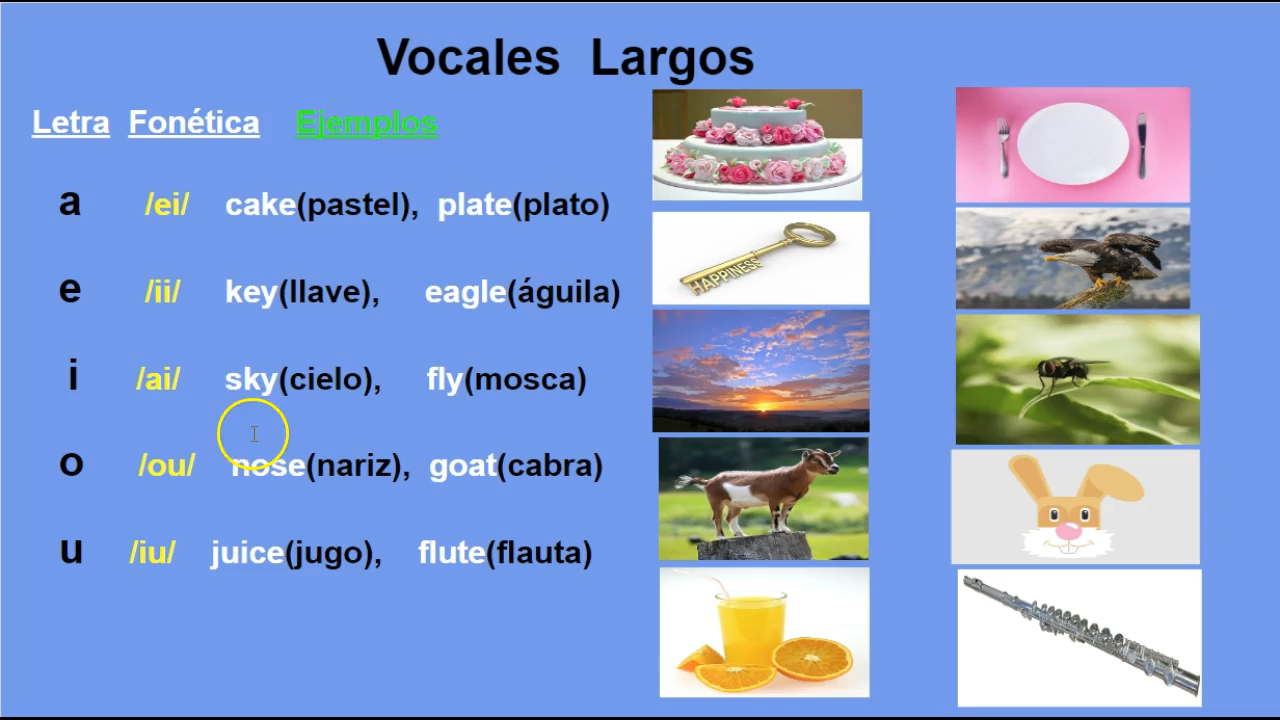 Vocales Largos
Letra Fonética Ejemplos
a /ei/ cake(pastel), plate(plato)
e /ii/ key(llave), eagle(águila)
HAPPINESS
i /ai/ sky(cielo), fly(mosca)
o /ou/ nose(nariz), goat(cabra)
u /iu/ juice(jugo), flute(flauta)